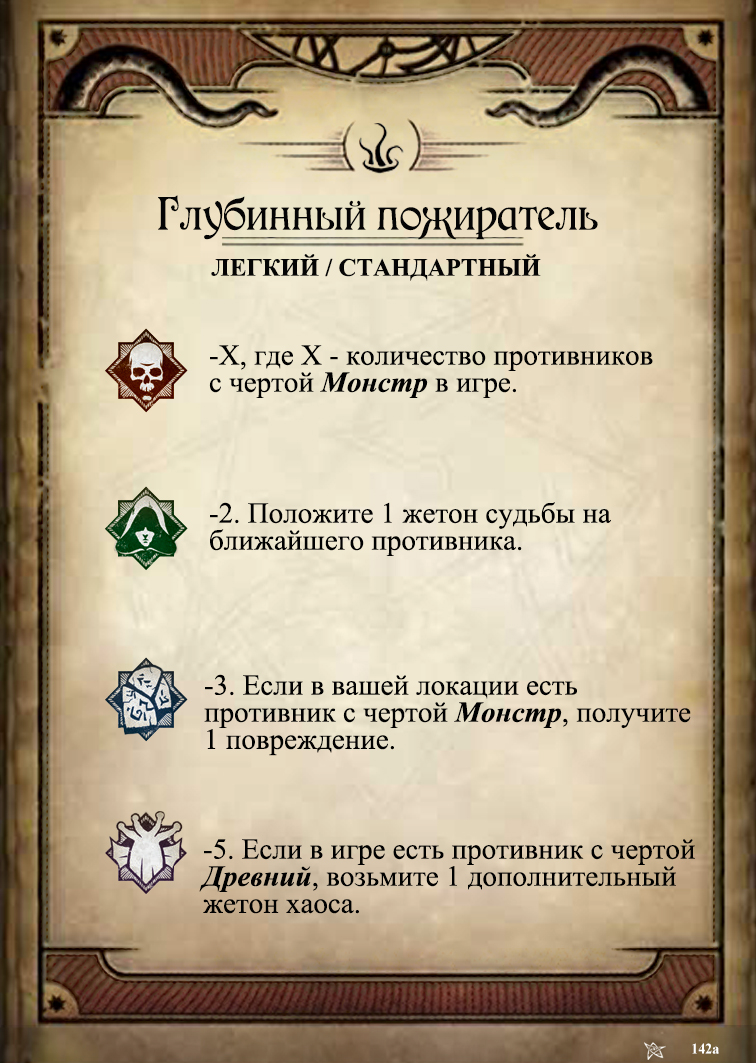 Глубинный пожиратель
ЛЕГКИЙ / СТАНДАРТНЫЙ
-X, где X - количество противников
с чертой Монстр в игре.
-2. Положите 1 жетон судьбы на
ближайшего противника.
-3. Если в вашей локации есть
противник с чертой Монстр, получите
1 повреждение.
-5. Если в игре есть противник с чертой
Древний, возьмите 1 дополнительный
жетон хаоса.
142a